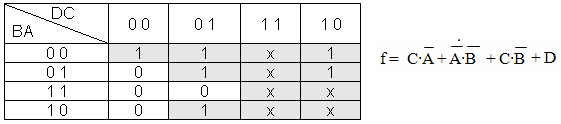 DC
BA
0 0 0 1 1 1 1 0
0 0 1 1 x 1
0 1 0 1 x 1
1 1 0 0 x x
1 0 0 1 x x
f = C·A̅ + A̅·B̅ + C·B̅ + D